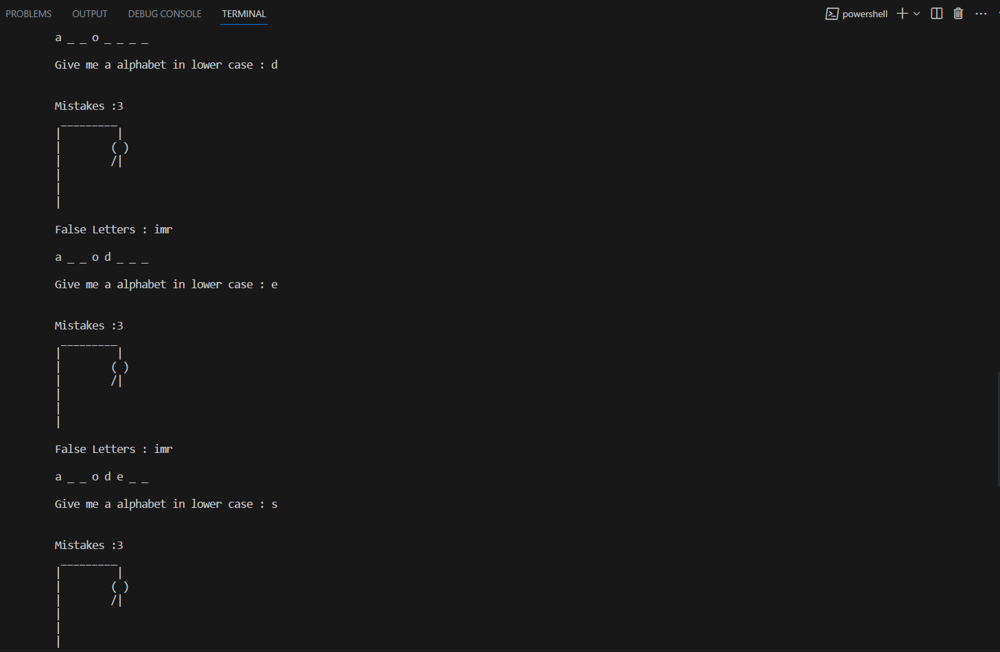 PROBLEMS OUTPUT DEBUG CONSOLE TERMINAL powershell
a _ _ o _ _ _ _
Give me a alphabet in lower case : d
Mistakes :3
 _________
|         |
|        ( )
|        /|
|
|
|
False Letters : imr
a _ _ o d _ _ _
Give me a alphabet in lower case : e
Mistakes :3
 _________
|         |
|        ( )
|        /|
|
|
|
False Letters : imr
a _ _ o d e _ _
Give me a alphabet in lower case : s
Mistakes :3
 _________
|         |
|        ( )
|        /|
|
|
|